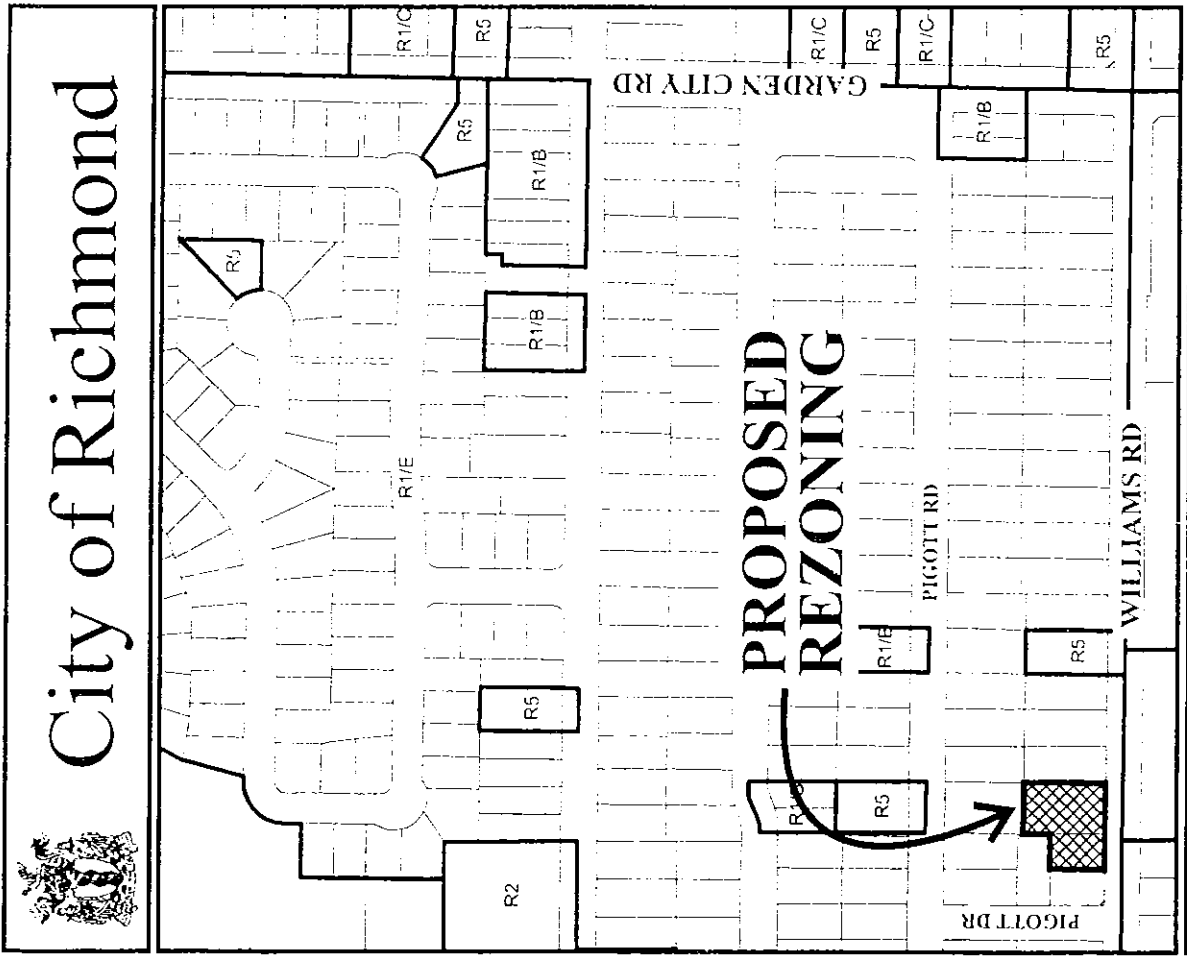 City of Richmond
R5
R1/C
R1/E
R5
R5
R2
R5
R1/B
R1/B
GARDEN CITY RD
PROPOSED
REZONING
R1/C
R5
R1/B
R5
R1/C
PIGOTT RD
R1/B
PIGOTT DR
R5
R5
WILLIAMS RD